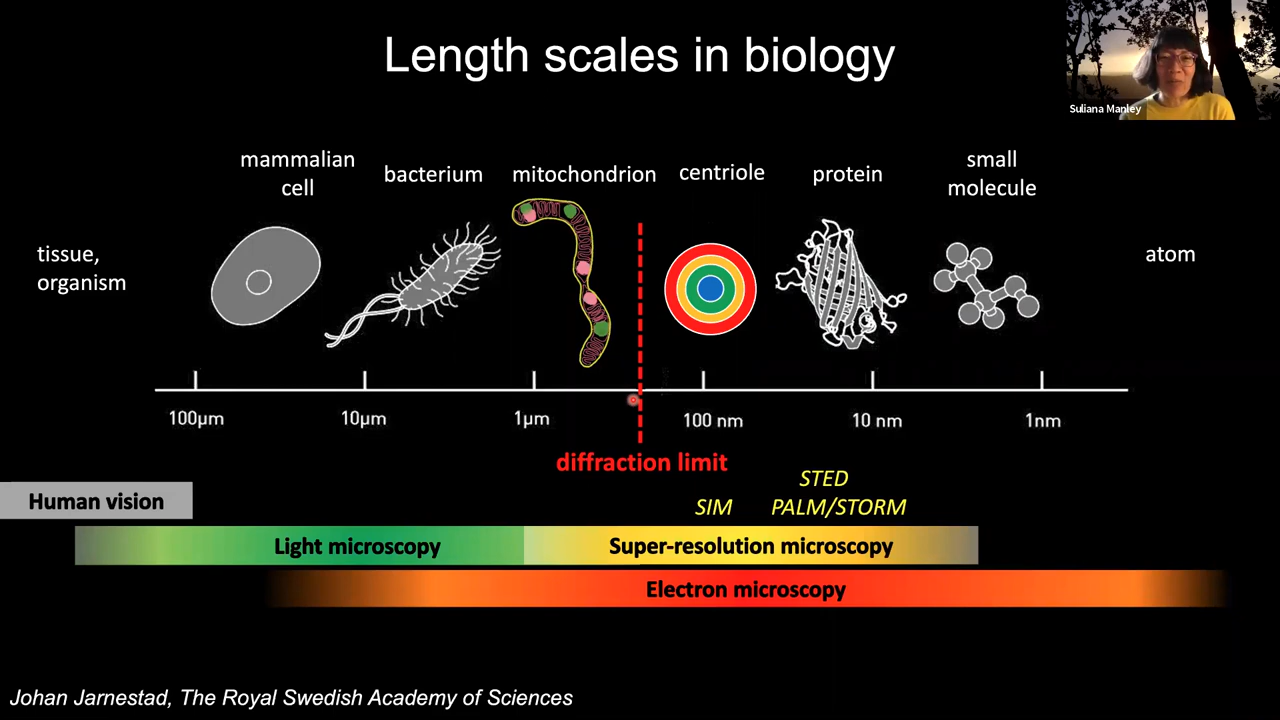 Length scales in biology
Suliana Manley
mammalian
cell
bacterium
mitochondrion
centriole
protein
small
molecule
tissue,
organism
atom
100µm
10µm
1µm
100 nm
10 nm
1nm
diffraction limit
STED
SIM
PALM/STORM
Human vision
Light microscopy
Super-resolution microscopy
Electron microscopy
Johan Jarnestad, The Royal Swedish Academy of Sciences